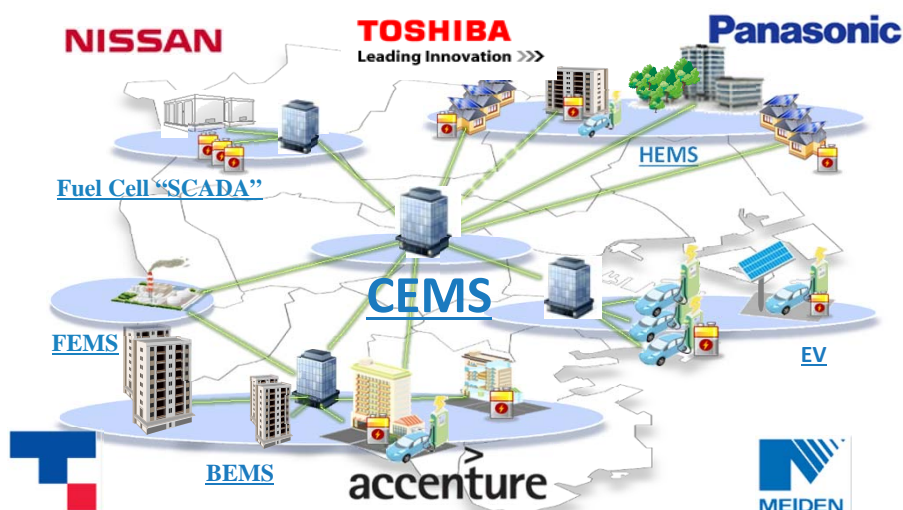 NISSAN
TOSHIBA
Leading Innovation >>>
Panasonic
HEMS
Fuel Cell “SCADA”
CEMS
FEMS
EV
BEMS
accenture
MEIDEN